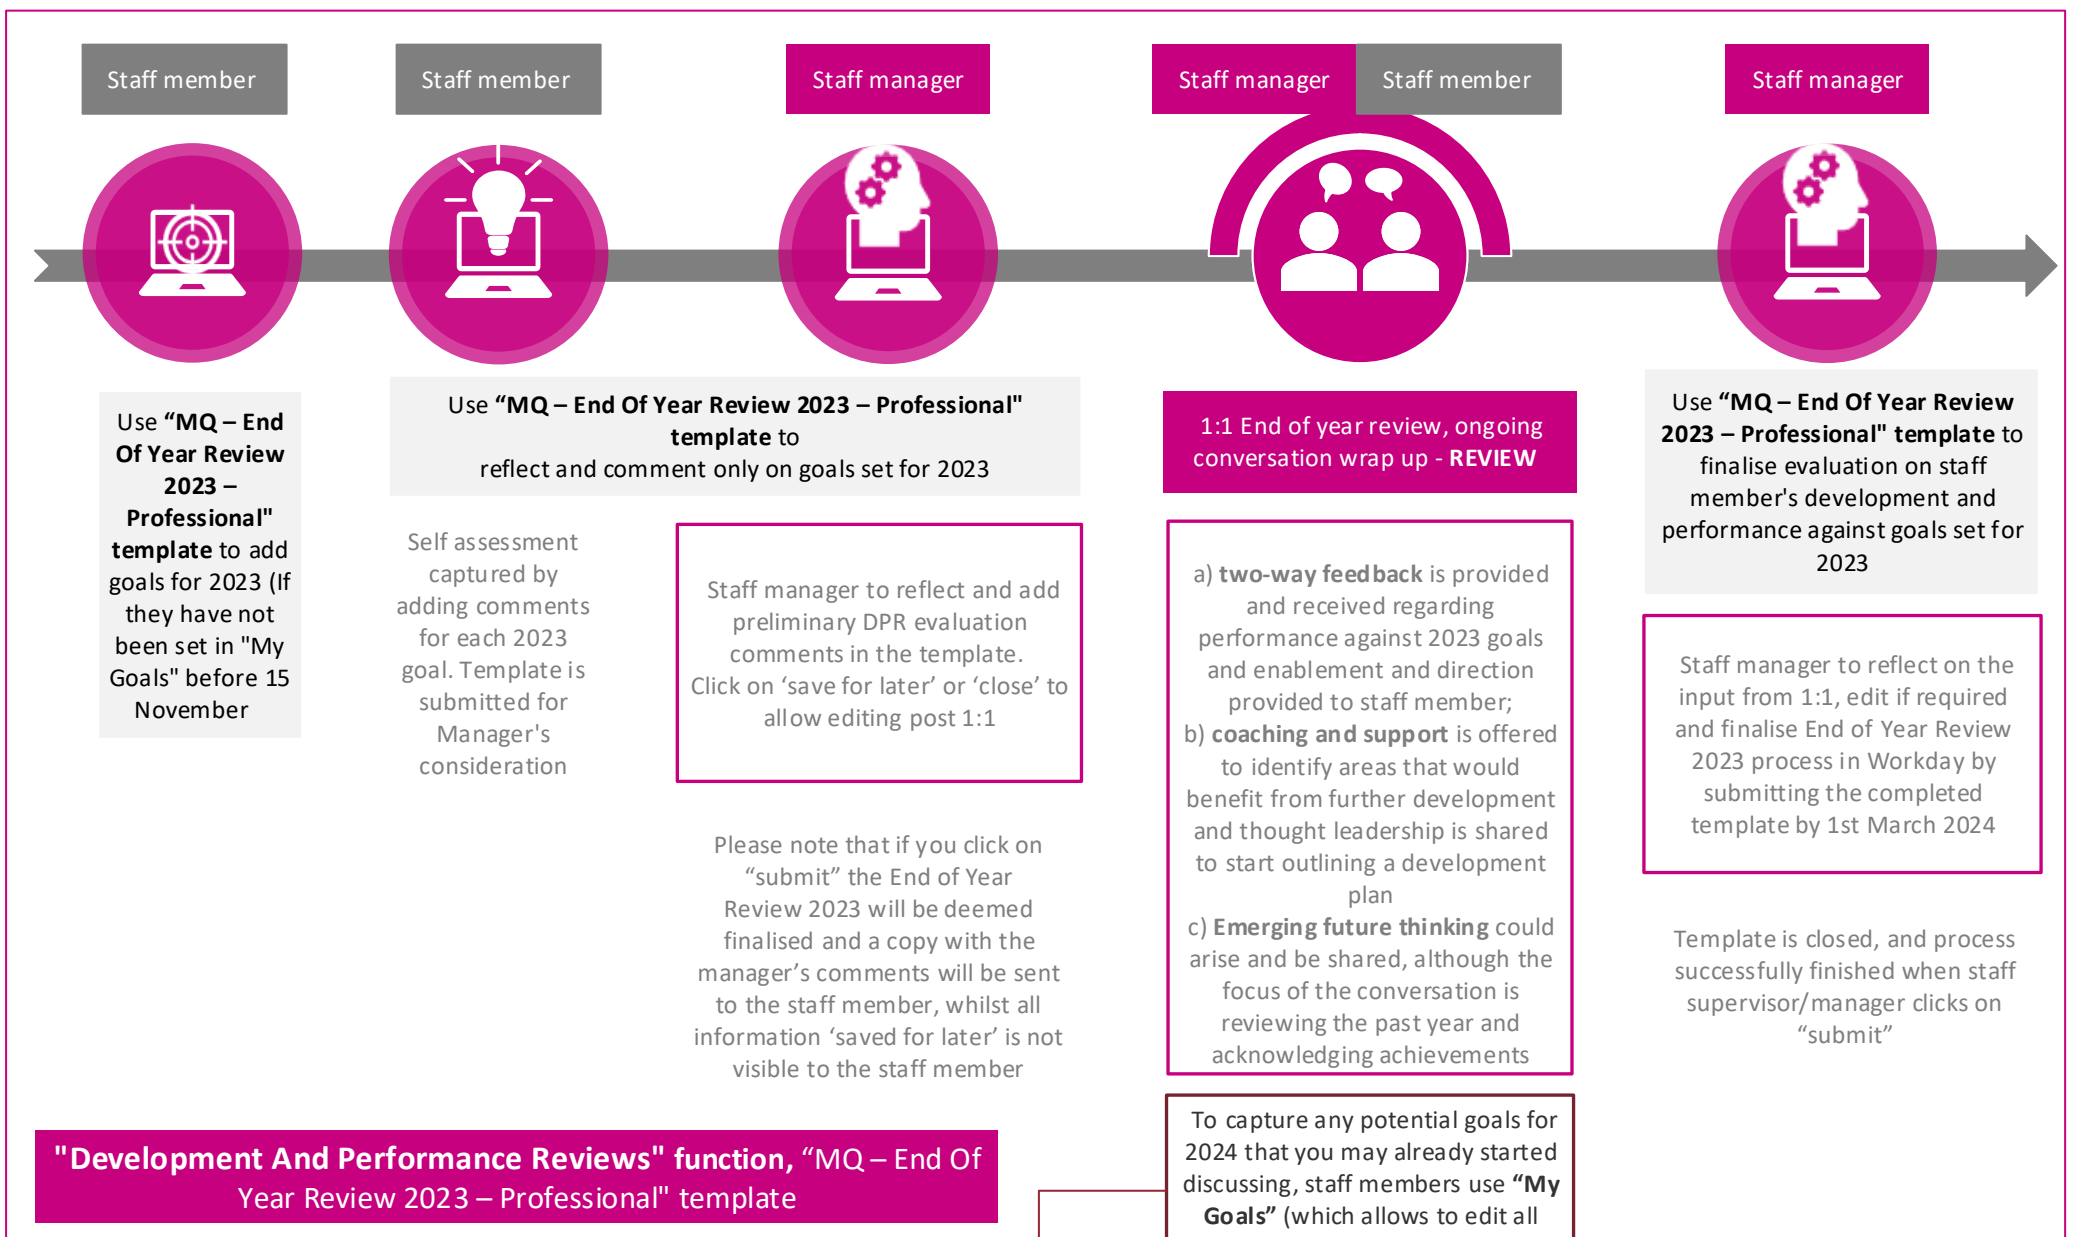 Staff member
Staff member
Staff manager
Staff manager
Staff member
Staff manager
Use “MQ – End
Of Year Review
2023 –
Professional"
template to add
goals for 2023 (If
they have not
been set in "My
Goals" before 15
November
Use “MQ – End Of Year Review 2023 – Professional"
template to
reflect and comment only on goals set for 2023
Self assessment
captured by
adding comments
for each 2023
goal. Template is
submitted for
Manager's
consideration
Staff manager to reflect and add
preliminary DPR evaluation
comments in the template.
Click on ‘save for later’ or ‘close’ to
allow editing post 1:1
Please note that if you click on
“submit” the End of Year
Review 2023 will be deemed
finalised and a copy with the
manager’s comments will be sent
to the staff member, whilst all
information ‘saved for later’ is not
visible to the staff member
1:1 End of year review, ongoing
conversation wrap up - REVIEW
a) two-way feedback is provided
and received regarding
performance against 2023 goals
and enablement and direction
provided to staff member;
b) coaching and support is offered
to identify areas that would
benefit from further development
and thought leadership is shared
to start outlining a development
plan
c) Emerging future thinking could
arise and be shared, although the
focus of the conversation is
reviewing the past year and
acknowledging achievements
To capture any potential goals for
2024 that you may already started
discussing, staff members use “My
Goals” (which allows to edit all
Use “MQ – End Of Year Review
2023 – Professional" template to
finalise evaluation on staff
member's development and
performance against goals set for
2023
Staff manager to reflect on the
input from 1:1, edit if required
and finalise End of Year Review
2023 process in Workday by
submitting the completed
template by 1st March 2024
Template is closed, and process
successfully finished when staff
supervisor/manager clicks on
“submit”
"Development And Performance Reviews" function, “MQ – End Of
Year Review 2023 – Professional" template